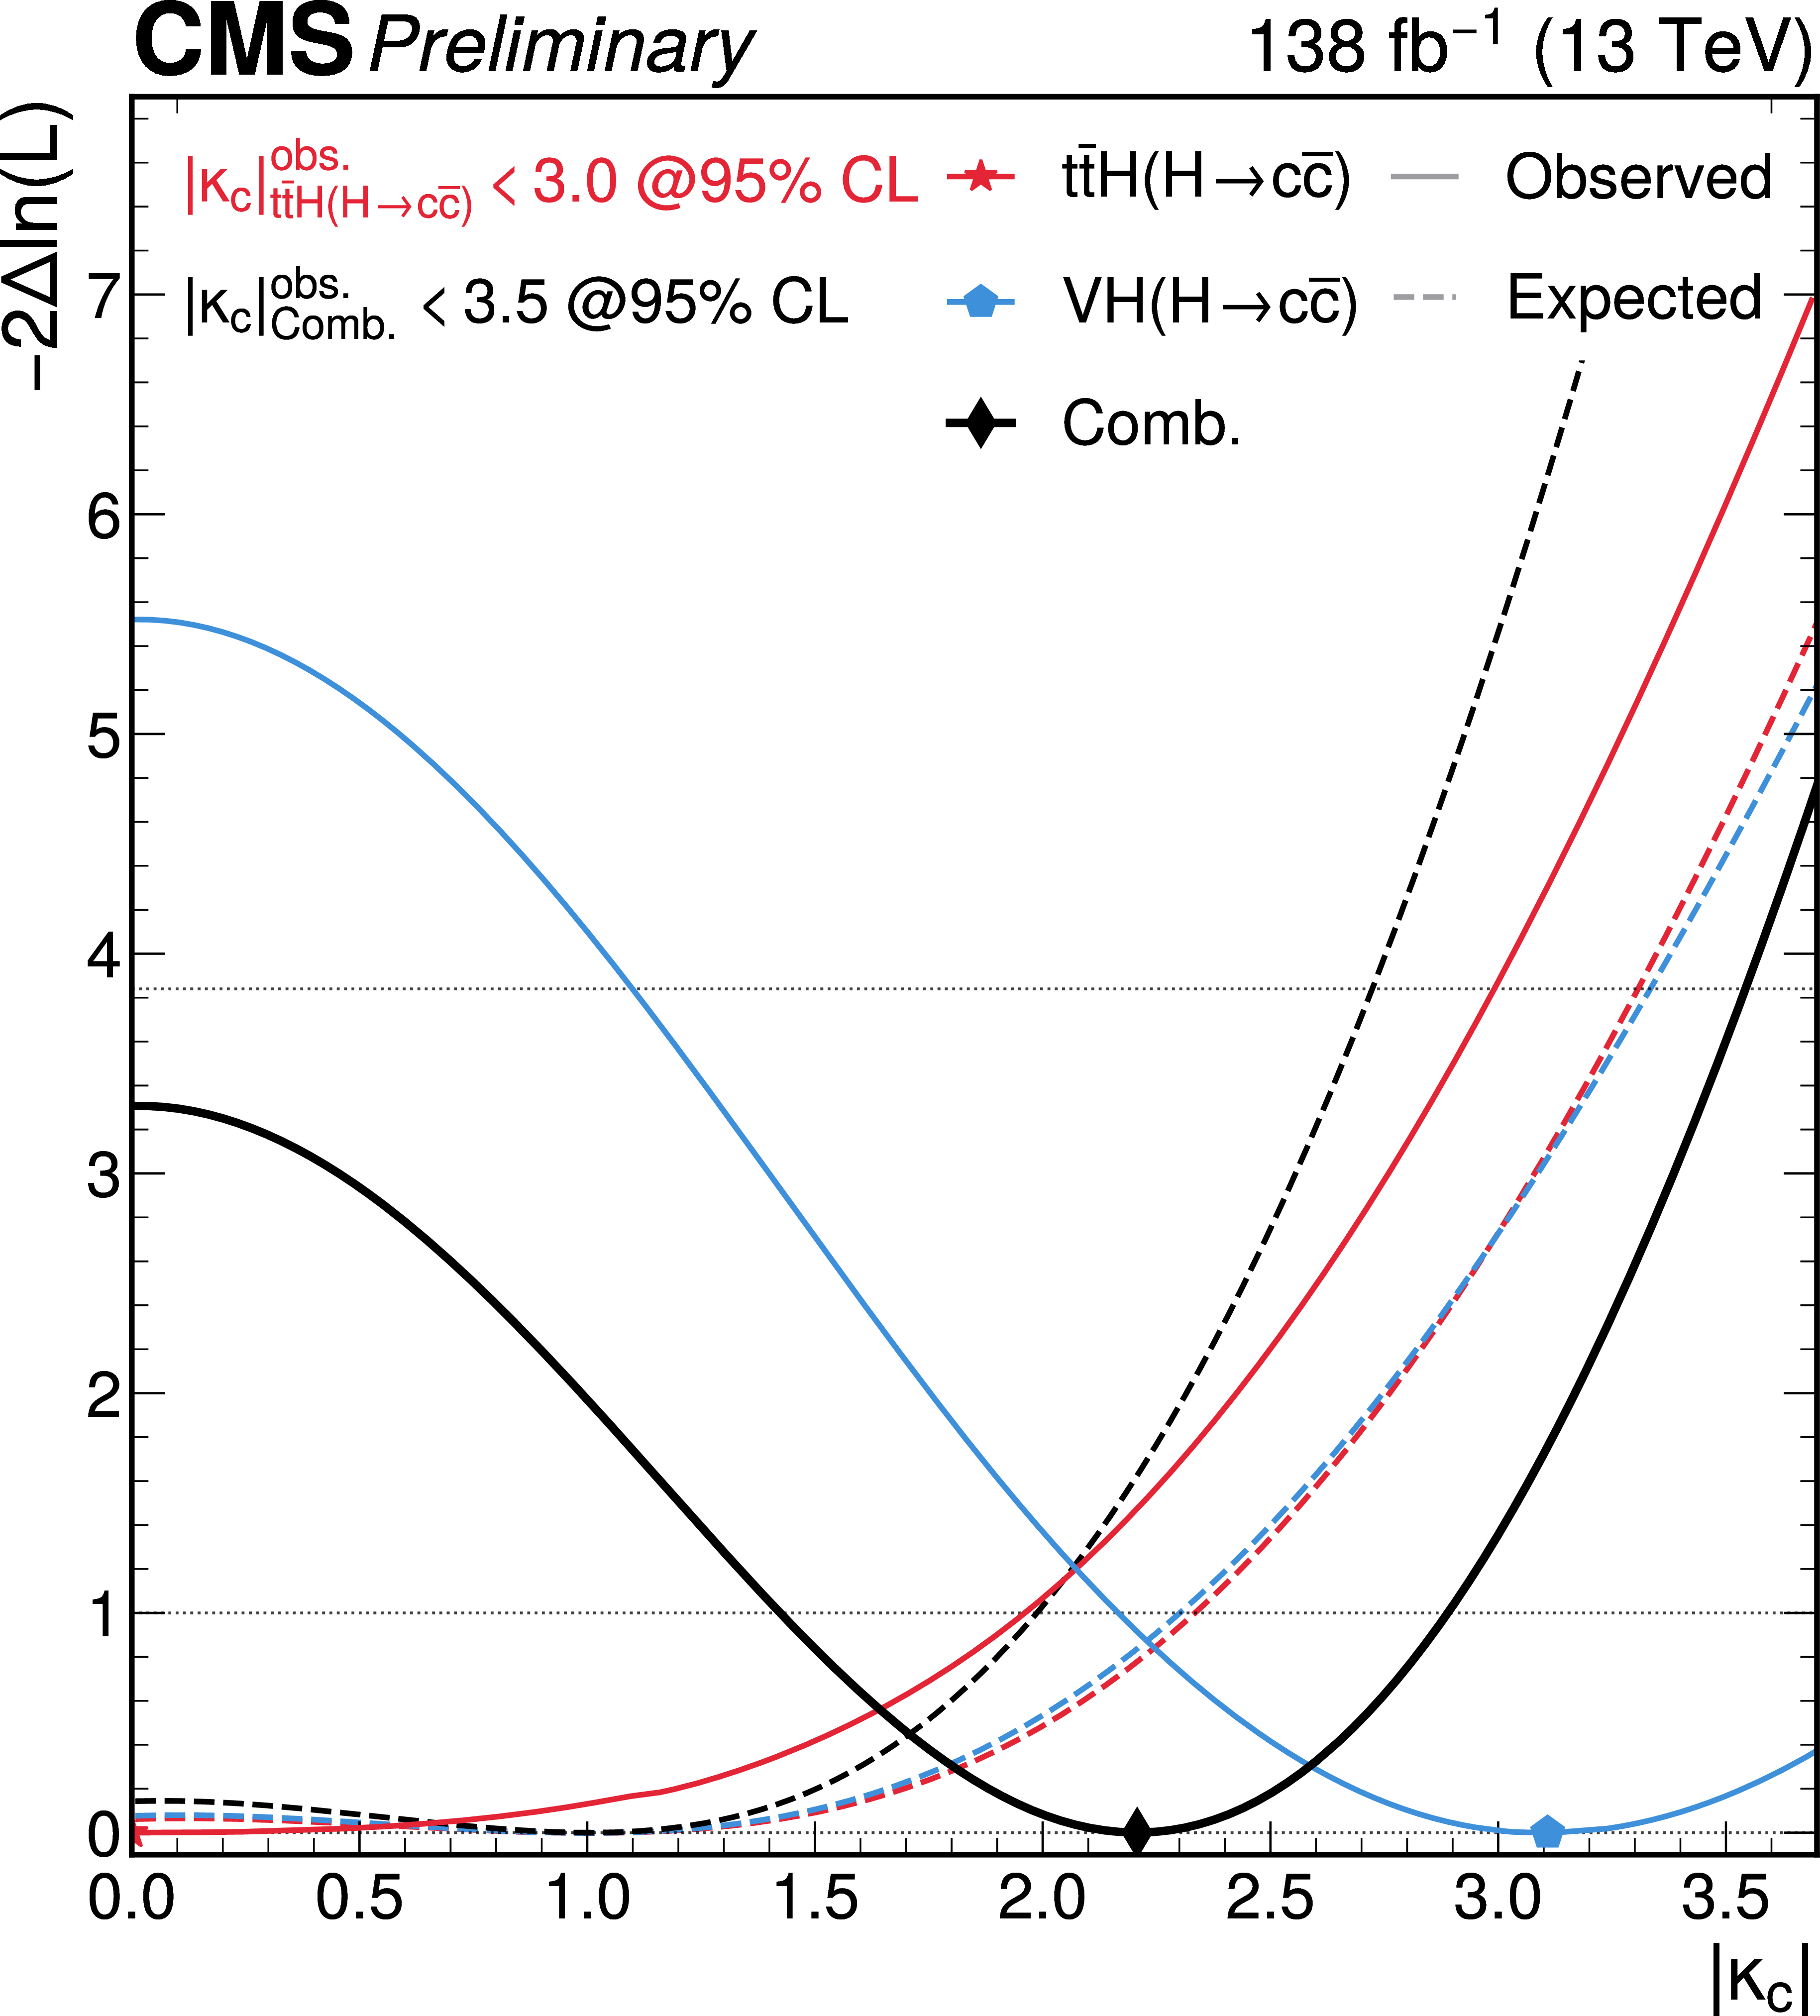 CMS Preliminary 138 fb⁻¹ (13 TeV)
−2Δln(L)
|κc|obs. tt̄H(H→cc̄) < 3.0 @95% CL
|κc|obs. Comb. < 3.5 @95% CL
tt̄H(H→cc̄)
VH(H→cc̄)
Comb.
Observed
Expected
7
6
5
4
3
2
1
0
0.0 0.5 1.0 1.5 2.0 2.5 3.0 3.5
|κc|